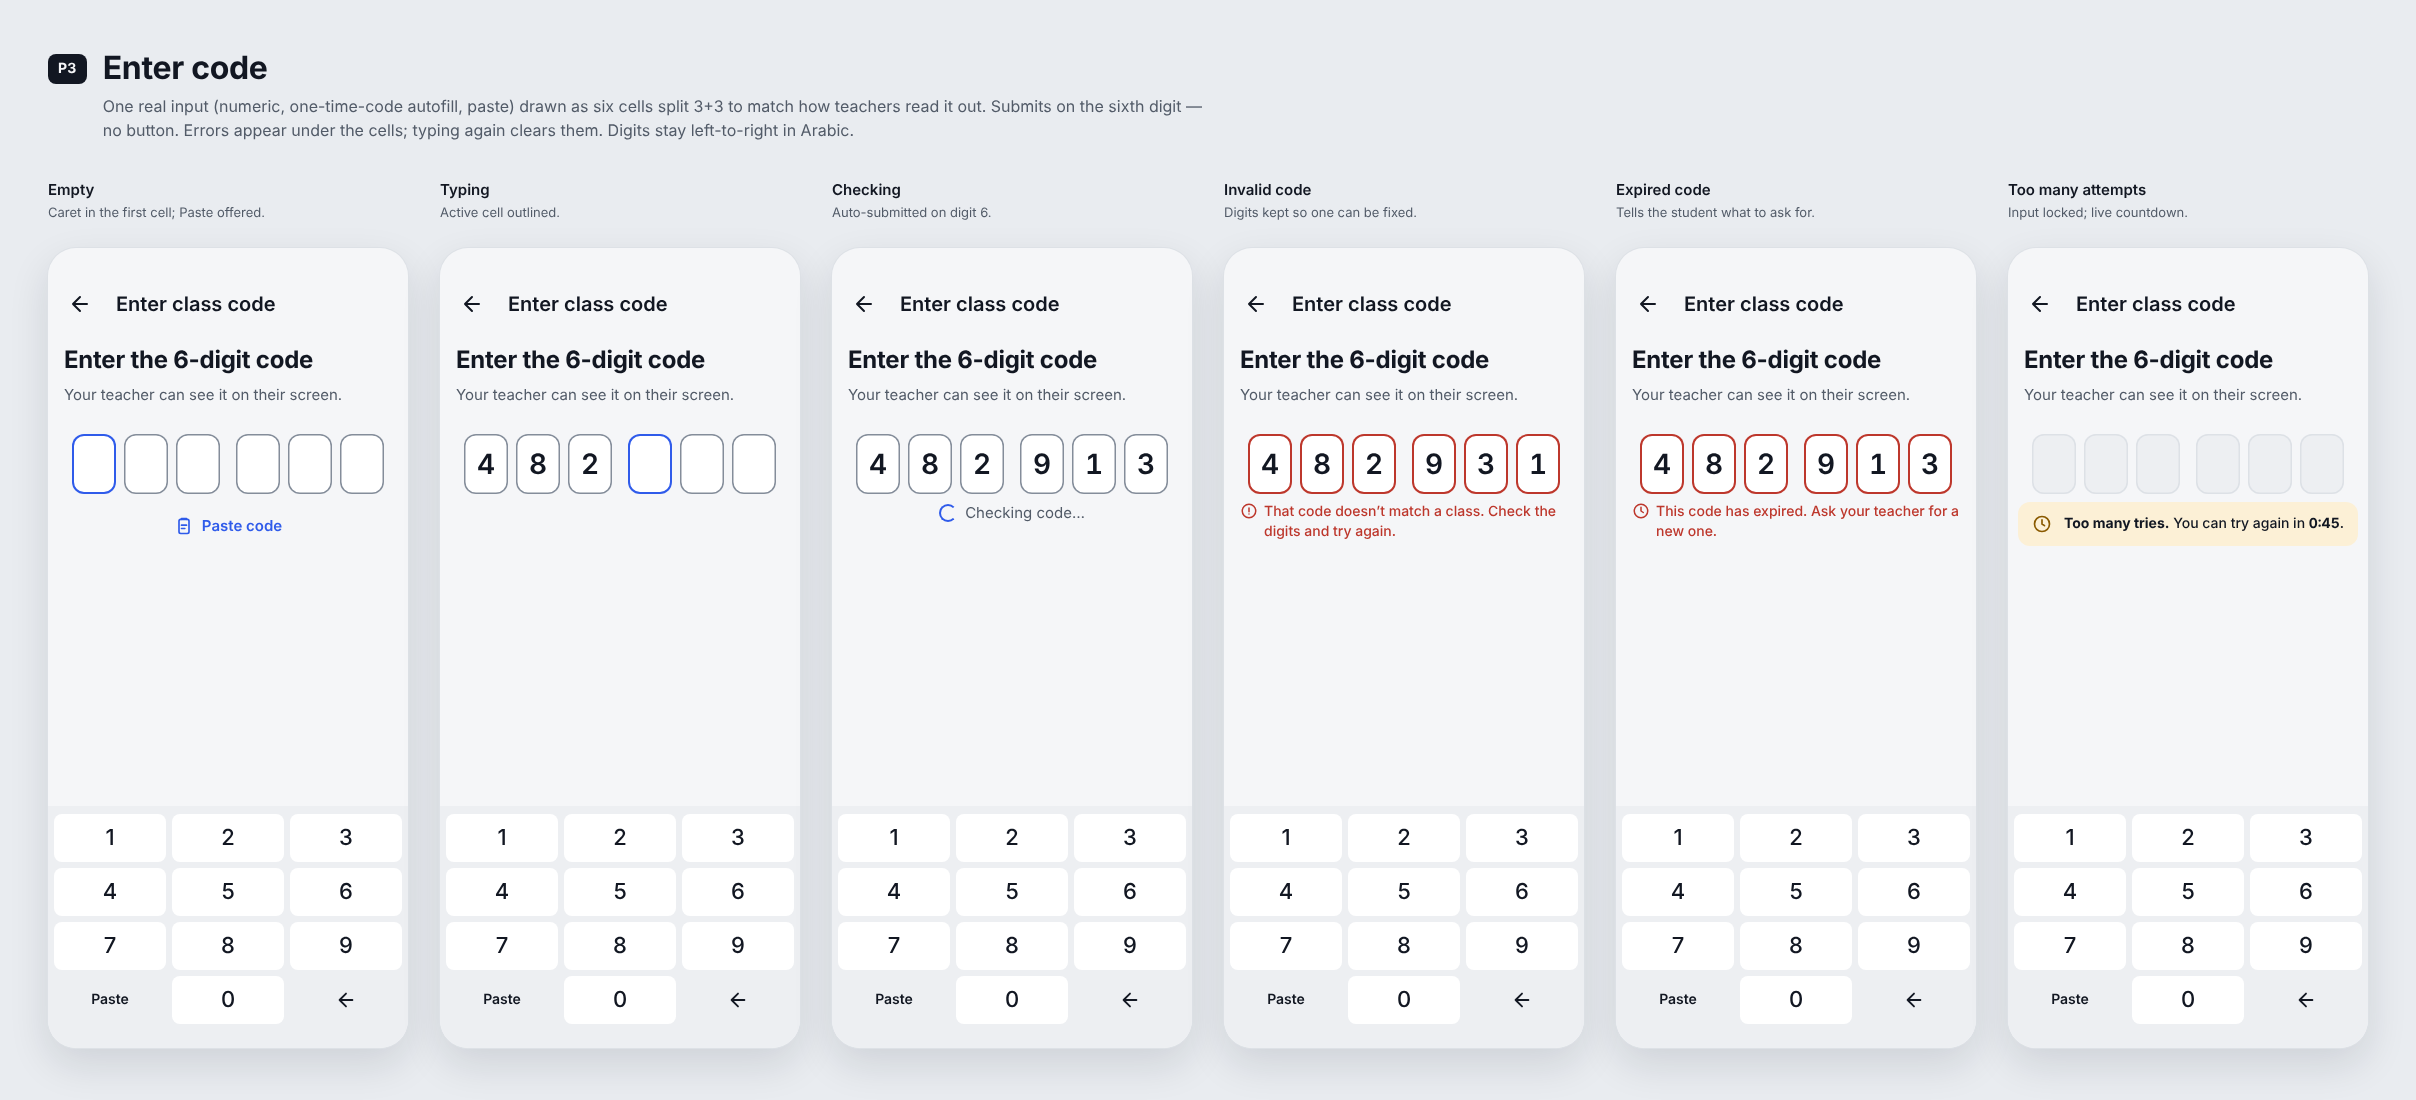 P3
Enter code
One real input (numeric, one-time-code autofill, paste) drawn as six cells split 3+3 to match how teachers read it out. Submits on the sixth digit —
no button. Errors appear under the cells; typing again clears them. Digits stay left-to-right in Arabic.
Empty
Caret in the first cell; Paste offered.
Enter class code
Enter the 6-digit code
Your teacher can see it on their screen.
Paste code
1 2 3
4 5 6
7 8 9
Paste 0
Typing
Active cell outlined.
Enter class code
Enter the 6-digit code
Your teacher can see it on their screen.
4 8 2
1 2 3
4 5 6
7 8 9
Paste 0
Checking
Auto-submitted on digit 6.
Enter class code
Enter the 6-digit code
Your teacher can see it on their screen.
4 8 2 9 1 3
Checking code...
1 2 3
4 5 6
7 8 9
Paste 0
Invalid code
Digits kept so one can be fixed.
Enter class code
Enter the 6-digit code
Your teacher can see it on their screen.
4 8 2 9 3 1
That code doesn’t match a class. Check the
digits and try again.
1 2 3
4 5 6
7 8 9
Paste 0
Expired code
Tells the student what to ask for.
Enter class code
Enter the 6-digit code
Your teacher can see it on their screen.
4 8 2 9 1 3
This code has expired. Ask your teacher for a
new one.
1 2 3
4 5 6
7 8 9
Paste 0
Too many attempts
Input locked; live countdown.
Enter class code
Enter the 6-digit code
Your teacher can see it on their screen.
Too many tries. You can try again in 0:45.
1 2 3
4 5 6
7 8 9
Paste 0